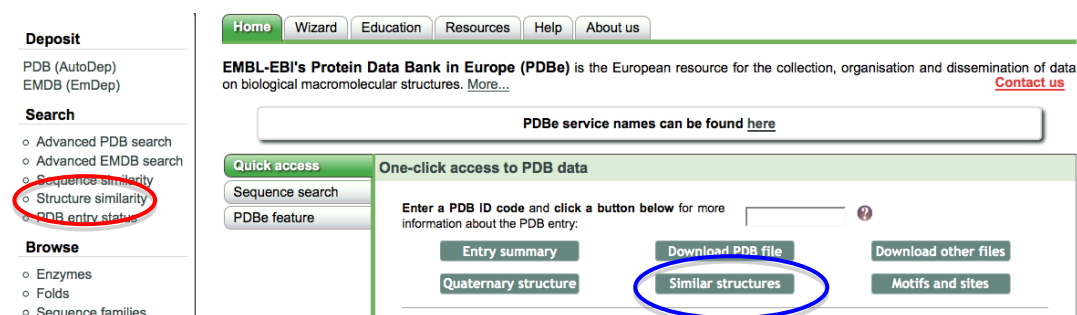 Deposit
PDB (AutoDep)
EMDB (EmDep)
Search
Advanced PDB search
Advanced EMDB search
Sequence similarity
Structure similarity
PDB entry status
Browse
Enzymes
Folds
Sequence families
Home Wizard Education Resources Help About us
EMBL-EBI's Protein Data Bank in Europe (PDBe) is the European resource for the collection, organisation and dissemination of data
on biological macromolecular structures. More... Contact us
PDBe service names can be found here
Quick access
Sequence search
PDBe feature
One-click access to PDB data
Enter a PDB ID code and click a button below for more
information about the PDB entry: ?
Entry summary Download PDB file Download other files
Quaternary structure Similar structures Motifs and sites